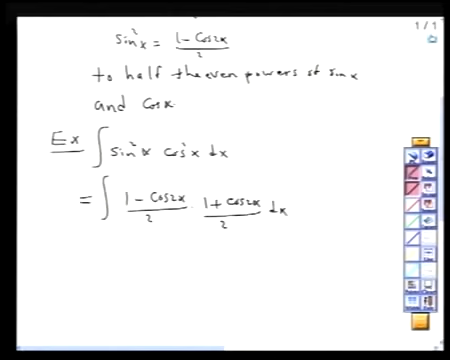 1/1
sin²x = (1 - cos2x)/2
to half the even powers of sin x
and cos x.
Ex ∫ sin²x cos²x dx
= ∫ (1 - cos2x)/2 · (1 + cos2x)/2 dx